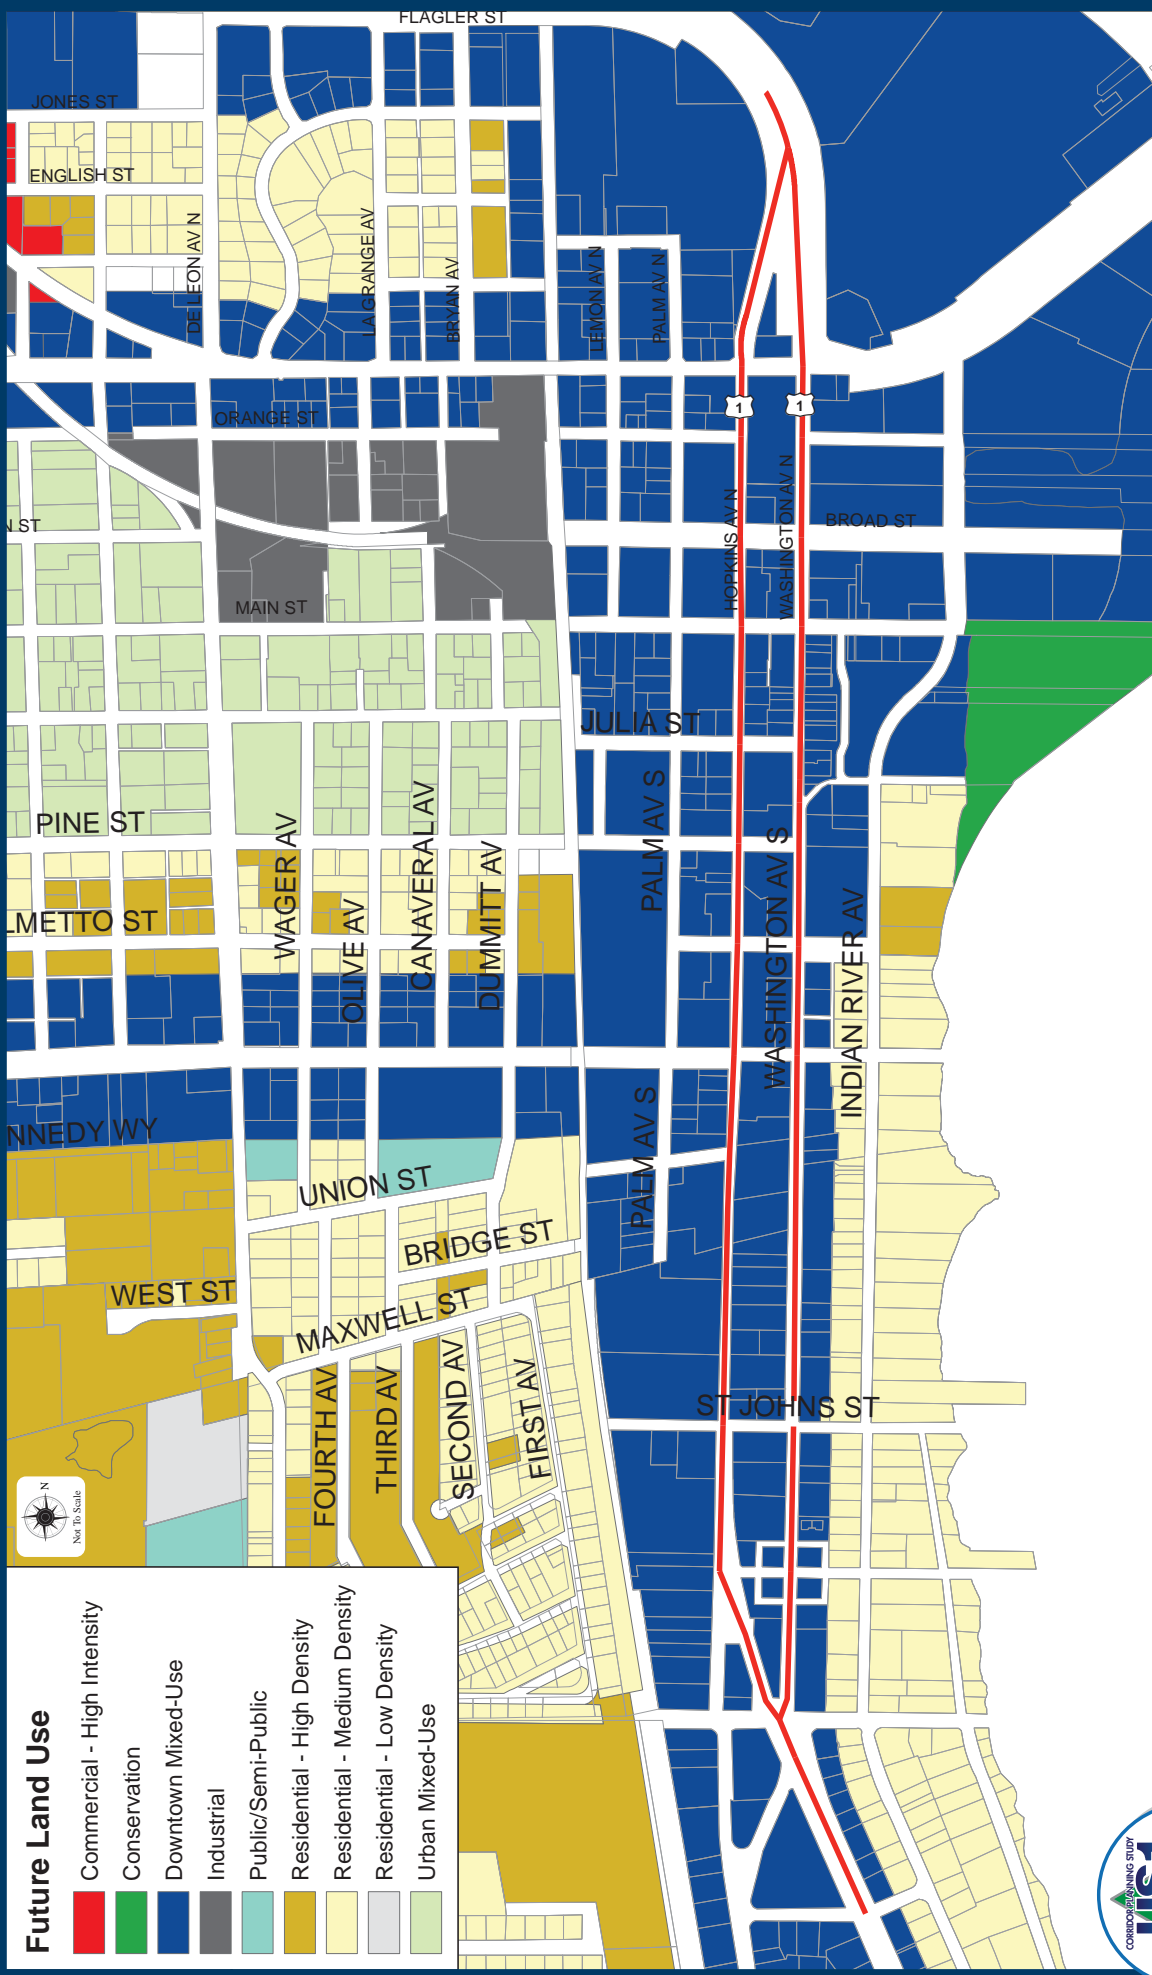 FLAGLER ST
JONES ST
ENGLISH ST
DE LEON AV N
LA GRANGE AV
BRYAN AV
LEMON AV N
PALM AV N
ORANGE ST
1
1
N ST
HOPKINS AV N
WASHINGTON AV N
BROAD ST
MAIN ST
JULIA ST
PINE ST
WAGER AV
CANAVERAL AV
PALM AV S
WASHINGTON AV S
LMETTO ST
OLIVE AV
DUMMITT AV
INDIAN RIVER AV
NNEDY WY
PALM AV S
UNION ST
BRIDGE ST
WEST ST
MAXWELL ST
FOURTH AV
THIRD AV
SECOND AV
FIRST AV
ST JOHNS ST
N
Not To Scale
Future Land Use
Commercial - High Intensity
Conservation
Downtown Mixed-Use
Industrial
Public/Semi-Public
Residential - High Density
Residential - Medium Density
Residential - Low Density
Urban Mixed-Use
CORRIDOR PLANNING STUDY
US1